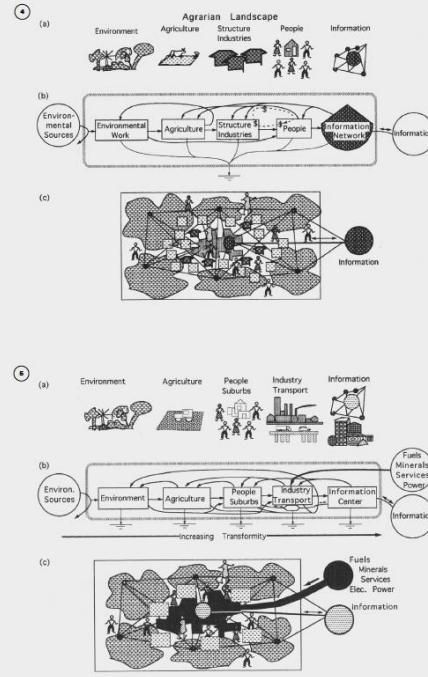 4
Agrarian Landscape
(a)
Environment Agriculture Structure Industries People Information
(b)
Environ-
mental
Sources
Environmental
Work
Agriculture
Structure
Industries
$
$
People
Information
Network
Informatio
(c)
Information
5
(a)
Environment Agriculture People Suburbs Industry Transport Information
(b)
Environ.
Sources
Environment
Agriculture
People
Suburbs
Industry
Transport
Information
Center
Fuels
Minerals
Services
Power
Informatio
Increasing Transformity
(c)
Fuels
Minerals
Services
Elec. Power
Information